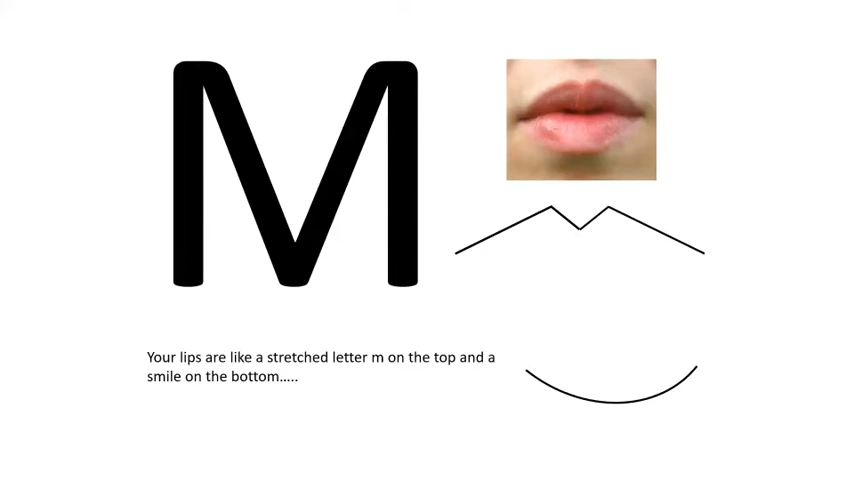 M
Your lips are like a stretched letter m on the top and a
smile on the bottom…..